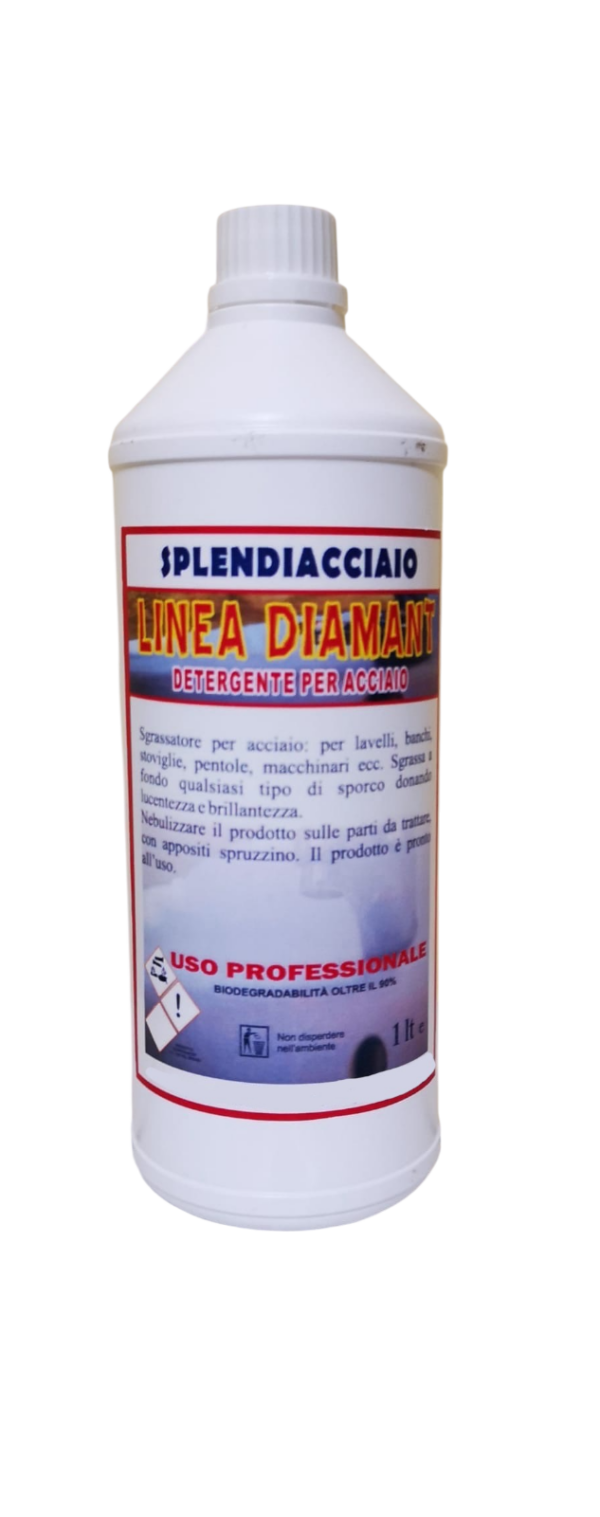 SPLENDIACCIAIO
LINEA DIAMANT
DETERGENTE PER ACCIAIO
Sgrassatore per acciaio: per lavelli, banchi,
stoviglie, pentole, macchinari ecc. Sgrassa a
fondo qualsiasi tipo di sporco donando
lucentezza e brillantezza.
Nebulizzare il prodotto sulle parti da trattare,
con appositi spruzzino. Il prodotto è pronto
all'uso.
USO PROFESSIONALE
BIODEGRADABILITÀ OLTRE IL 90%
!
Non disperdere
nell'ambiente
1 lt e